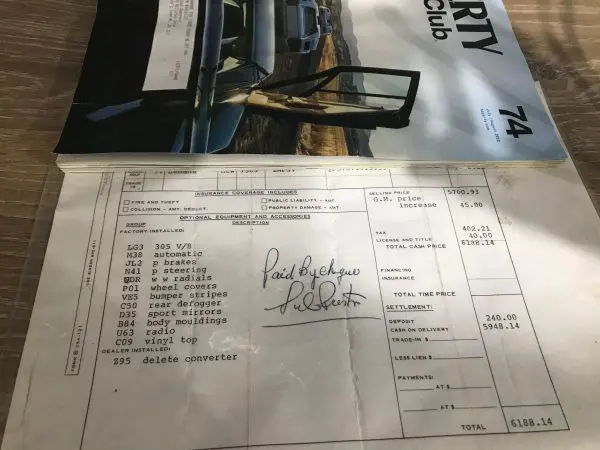 RTY
Club.
74
INSURANCE COVERAGE INCLUDES
FIRE AND THEFT
PUBLIC LIABILITY - AMT.
COLLISION - AMT. DEDUCT.
PROPERTY DAMAGE - AMT.
SELLING PRICE 5700.93
G.M. price
increase 45.00
OPTIONAL EQUIPMENT AND ACCESSORIES
GROUP DESCRIPTION
FACTORY INSTALLED:
TAX 402.21
LICENSE AND TITLE: 40.00
TOTAL CASH PRICE 6188.14
LG3 305 V/8
M38 automatic
JL2 p brakes
N41 p steering
w w radials
P01 wheel covers
VE5 bumper stripes
C50 rear defogger
D35 sport mirrors
B84 body mouldings
U63 radio
C09 vinyl top
DEALER INSTALLED:
Z95 delete converter
Paid By
FINANCING
INSURANCE
TOTAL TIME PRICE
SETTLEMENT:
DEPOSIT 240.00
CASH ON DELIVERY 5948.14
TRADE-IN $
LESS LIEN $
PAYMENTS:
AT $
AT $
TOTAL 6188.14